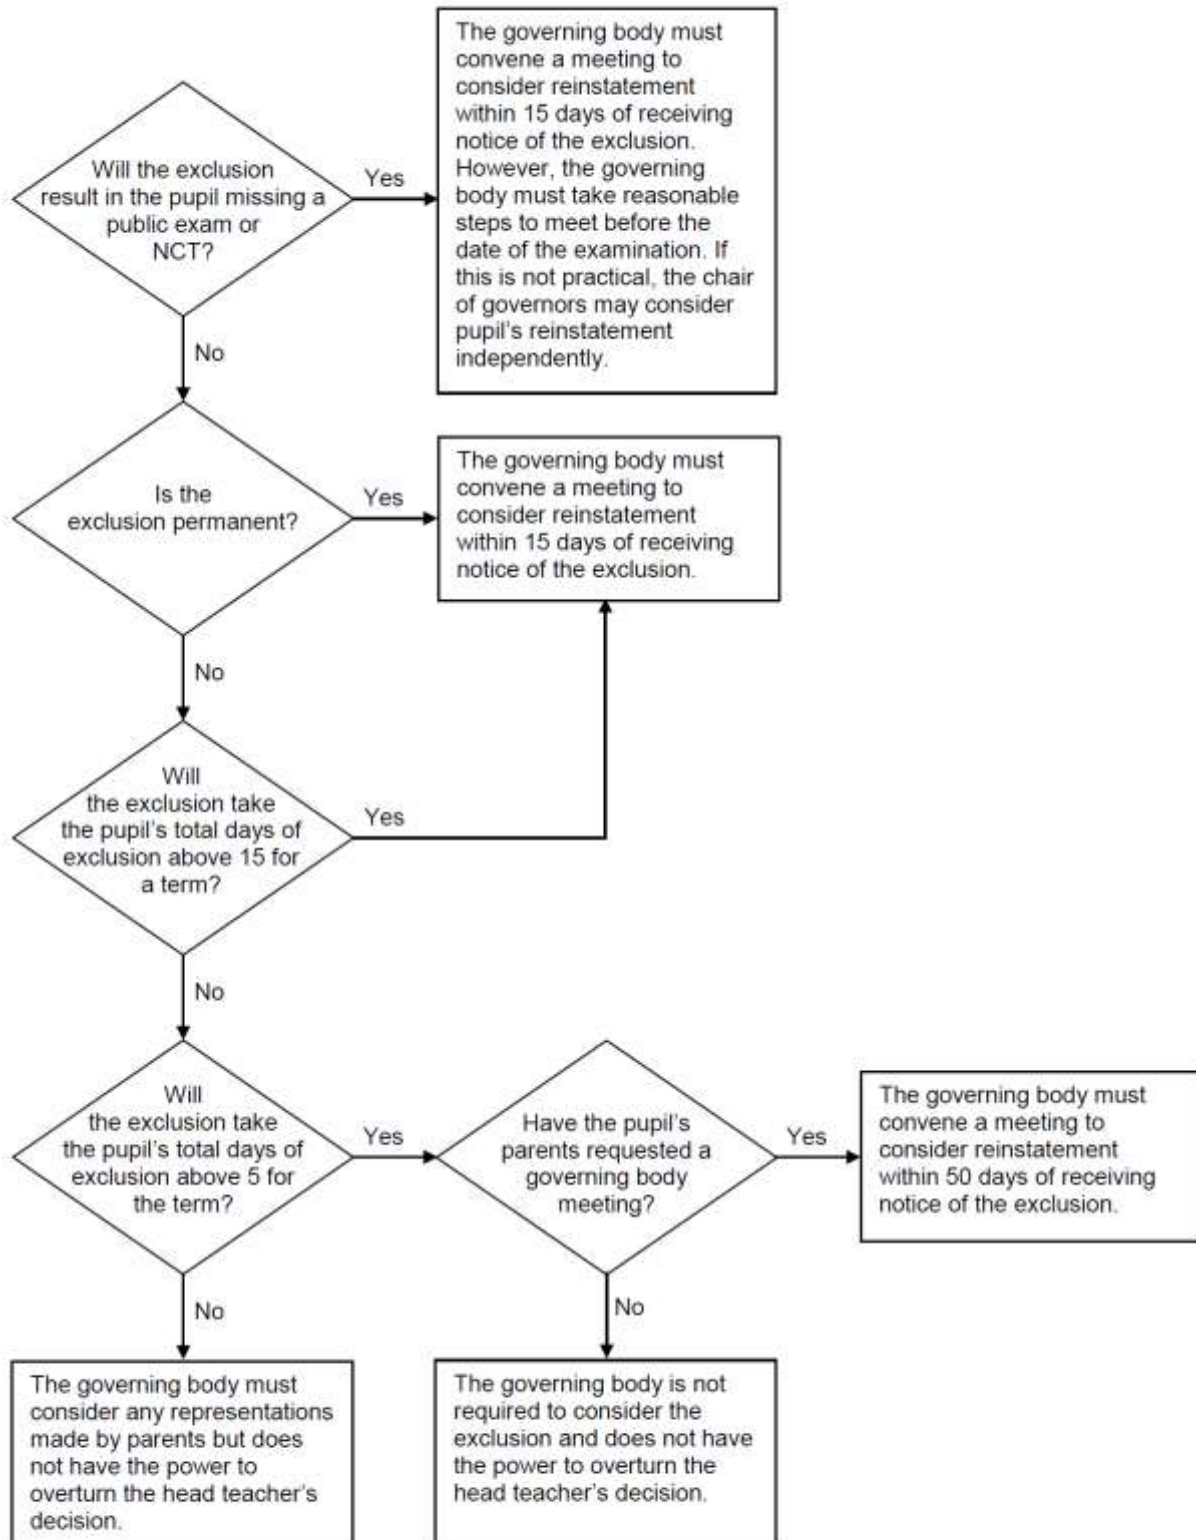 Will the exclusion
result in the pupil missing a
public exam or
NCT?
Yes
The governing body must
convene a meeting to
consider reinstatement
within 15 days of receiving
notice of the exclusion.
However, the governing
body must take reasonable
steps to meet before the
date of the examination. If
this is not practical, the chair
of governors may consider
pupil's reinstatement
independently.
No
Is the
exclusion permanent?
Yes
The governing body must
convene a meeting to
consider reinstatement
within 15 days of receiving
notice of the exclusion.
No
Will
the exclusion take
the pupil's total days of
exclusion above 15 for
a term?
Yes
No
Will
the exclusion take
the pupil's total days of
exclusion above 5 for
the term?
Yes
Have the pupil's
parents requested a
governing body
meeting?
Yes
The governing body must
convene a meeting to
consider reinstatement
within 50 days of receiving
notice of the exclusion.
No
The governing body must
consider any representations
made by parents but does
not have the power to
overturn the head teacher's
decision.
No
The governing body is not
required to consider the
exclusion and does not have
the power to overturn the
head teacher's decision.